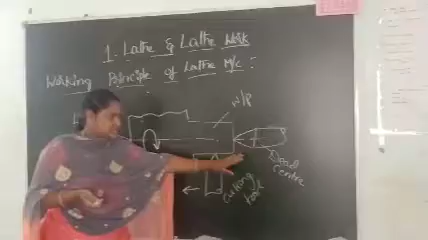 1. Lathe & Lathe Work
Working Principle of Lathe M/c :
W/P
Dead
centre
Cutting
tool